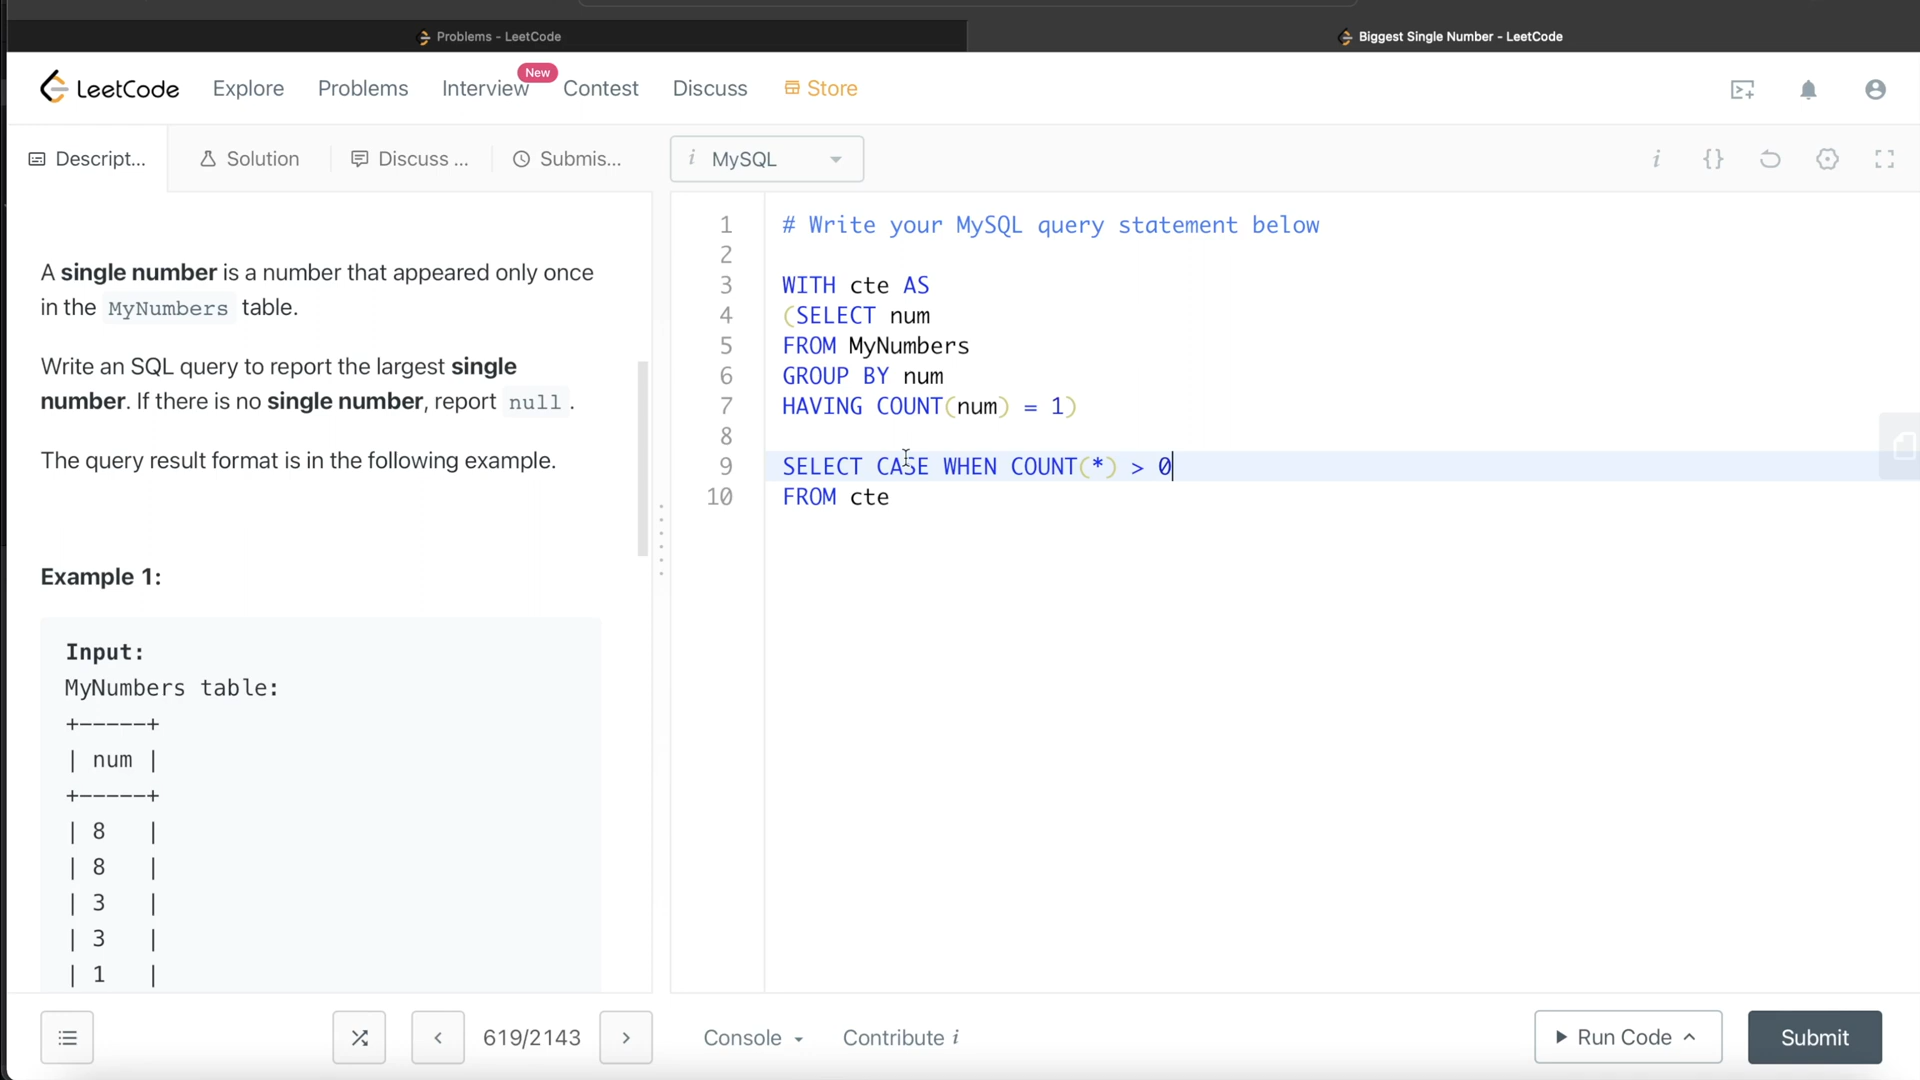 Problems - LeetCode
Biggest Single Number - LeetCode
LeetCode
Explore
Problems
Interview
New
Contest
Discuss
Store
Descript...
Solution
Discuss ...
Submis...
i MySQL
i
{}
A single number is a number that appeared only once
in the MyNumbers table.
Write an SQL query to report the largest single
number. If there is no single number, report null .
The query result format is in the following example.
Example 1:
Input:
MyNumbers table:
+-----+
| num |
+-----+
| 8   |
| 8   |
| 3   |
| 3   |
| 1   |
1 # Write your MySQL query statement below
2
3 WITH cte AS
4 (SELECT num
5 FROM MyNumbers
6 GROUP BY num
7 HAVING COUNT(num) = 1)
8
9 SELECT CASE WHEN COUNT(*) > 0
10 FROM cte
619/2143
Console
Contribute i
Run Code
Submit